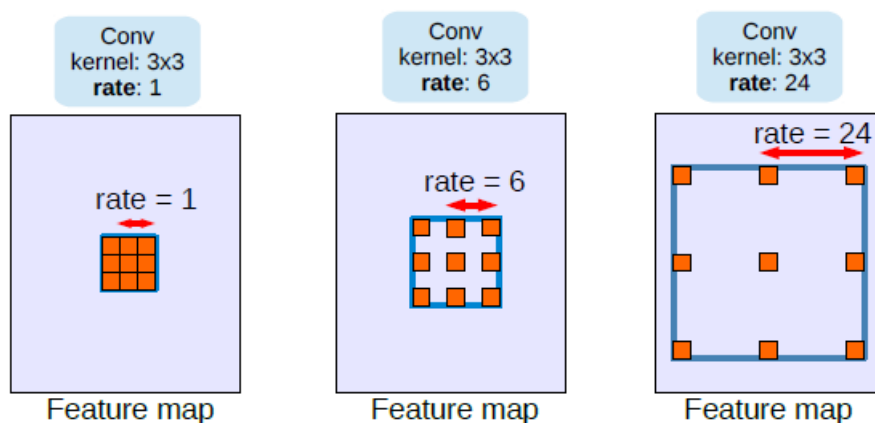 Conv
kernel: 3x3
rate: 1
Conv
kernel: 3x3
rate: 6
Conv
kernel: 3x3
rate: 24
rate = 1
rate = 6
rate = 24
Feature map
Feature map
Feature map